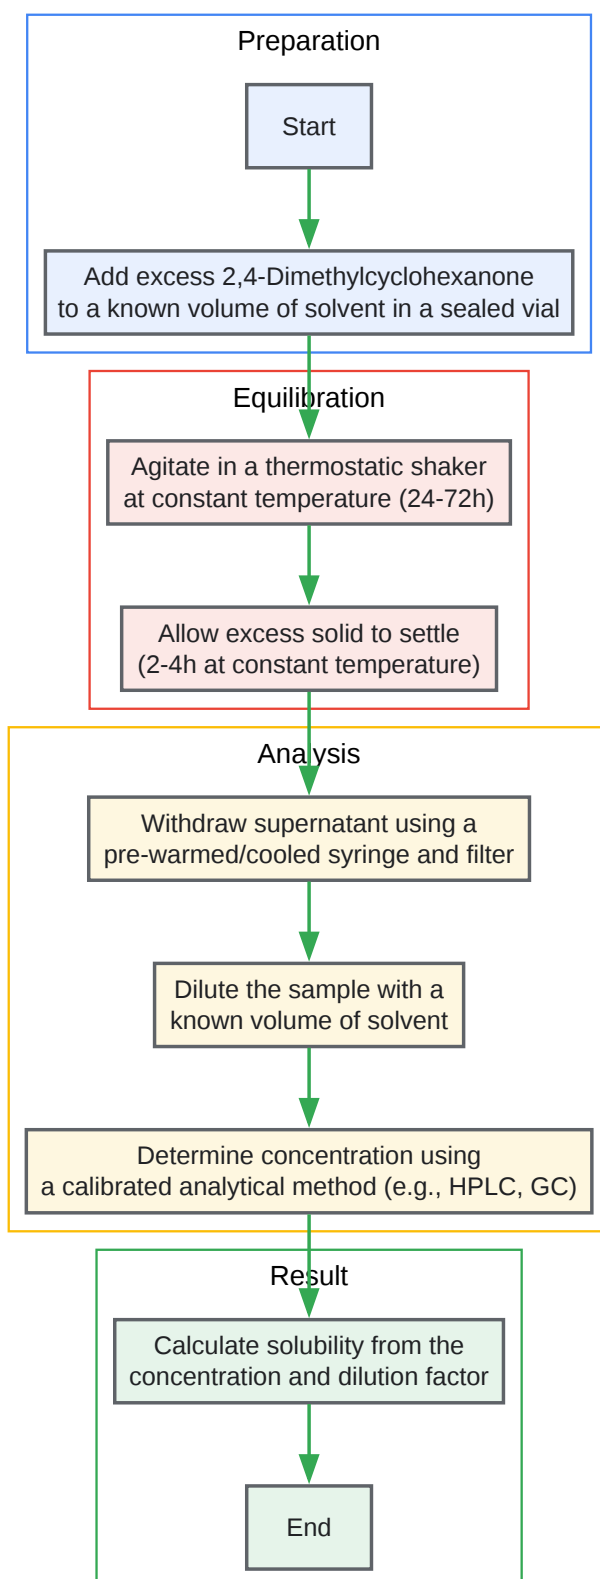 Preparation
Start
Add excess 2,4-Dimethylcyclohexanone
to a known volume of solvent in a sealed vial
Equilibration
Agitate in a thermostatic shaker
at constant temperature (24-72h)
Allow excess solid to settle
(2-4h at constant temperature)
Analysis
Withdraw supernatant using a
pre-warmed/cooled syringe and filter
Dilute the sample with a
known volume of solvent
Determine concentration using
a calibrated analytical method (e.g., HPLC, GC)
Result
Calculate solubility from the
concentration and dilution factor
End